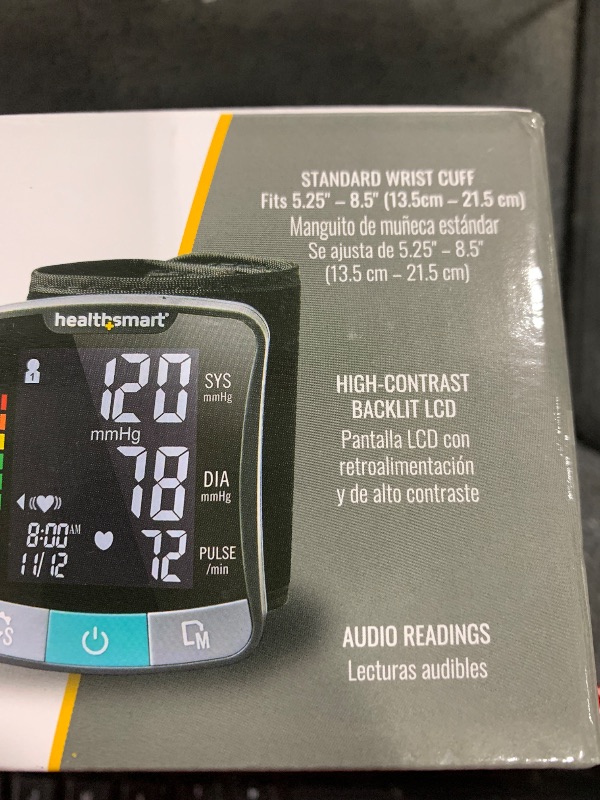 STANDARD WRIST CUFF
Fits 5.25" – 8.5" (13.5cm – 21.5 cm)
Manguito de muñeca estándar
Se ajusta de 5.25" – 8.5"
(13.5 cm – 21.5 cm)
healthsmart®
1
120 SYS
mmHg
mmHg
78 DIA
mmHg
8:00 AM
11/12
72 PULSE
/min
S
M
HIGH-CONTRAST
BACKLIT LCD
Pantalla LCD con
retroalimentación
y de alto contraste
AUDIO READINGS
Lecturas audibles